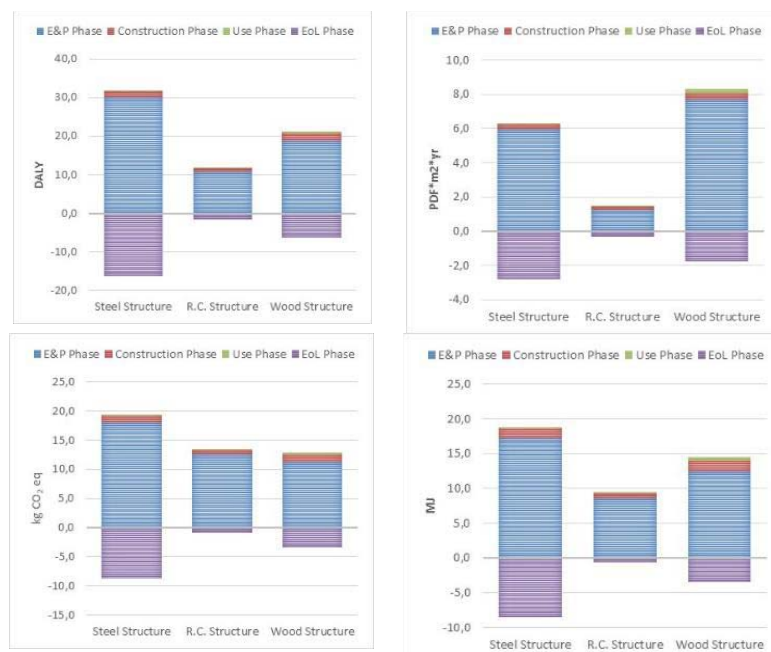 E&P Phase Construction Phase Use Phase EoL Phase
40,0
30,0
20,0
10,0
0,0
-10,0
-20,0
DALY
Steel Structure R.C. Structure Wood Structure
E&P Phase Construction Phase Use Phase EoL Phase
10,0
8,0
6,0
4,0
2,0
0,0
-2,0
-4,0
PDF*m2*yr
Steel Structure R.C. Structure Wood Structure
E&P Phase Construction Phase Use Phase EoL Phase
25,0
20,0
15,0
10,0
5,0
0,0
-5,0
-10,0
-15,0
kg CO₂ eq
Steel Structure R.C. Structure Wood Structure
E&P Phase Construction Phase Use Phase EoL Phase
25,0
20,0
15,0
10,0
5,0
0,0
-5,0
-10,0
MJ
Steel Structure R.C. Structure Wood Structure